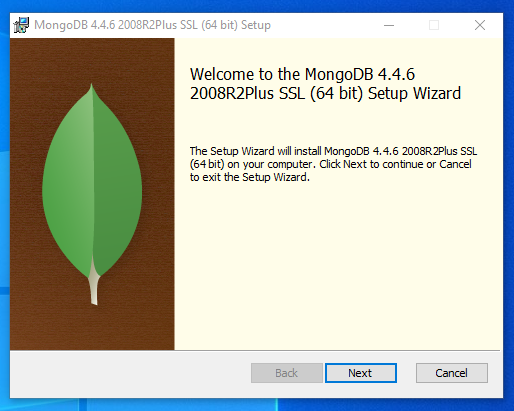 MongoDB 4.4.6 2008R2Plus SSL (64 bit) Setup
Welcome to the MongoDB 4.4.6
2008R2Plus SSL (64 bit) Setup Wizard
The Setup Wizard will install MongoDB 4.4.6 2008R2Plus SSL
(64 bit) on your computer. Click Next to continue or Cancel
to exit the Setup Wizard.
Back Next Cancel